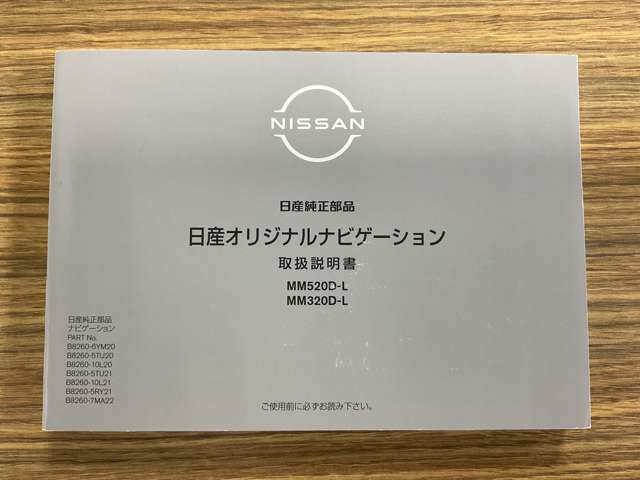 NISSAN
日産純正部品
日産オリジナルナビゲーション
取扱説明書
MM520D-L
MM320D-L
日産純正部品
ナビゲーション
PART No.
B8260-6YM20
B8260-5TU20
B8260-10L20
B8260-5TU21
B8260-10L21
B8260-5RY21
B8260-7MA22
ご使用前に必ずお読み下さい。